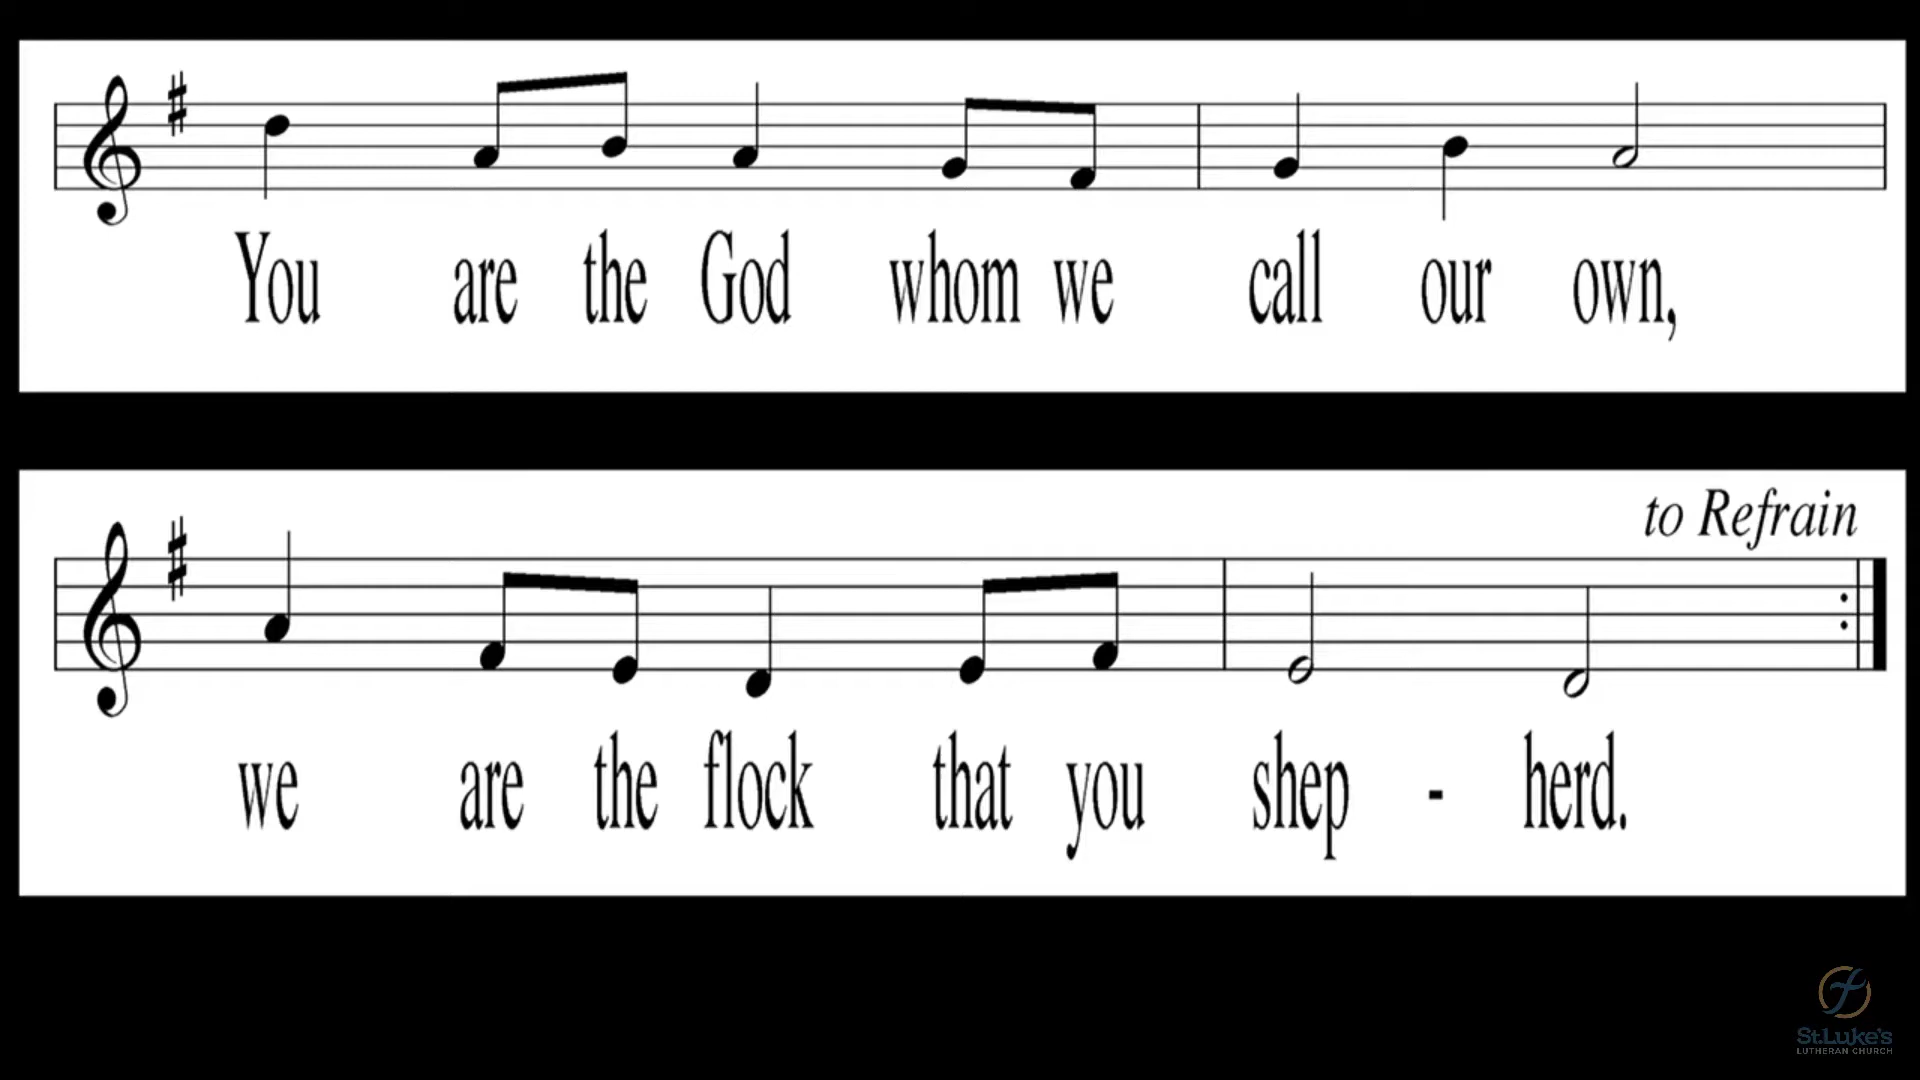 You are the God whom we call our own,
to Refrain
we are the flock that you shep - herd.
St.Luke's
LUTHERAN CHURCH